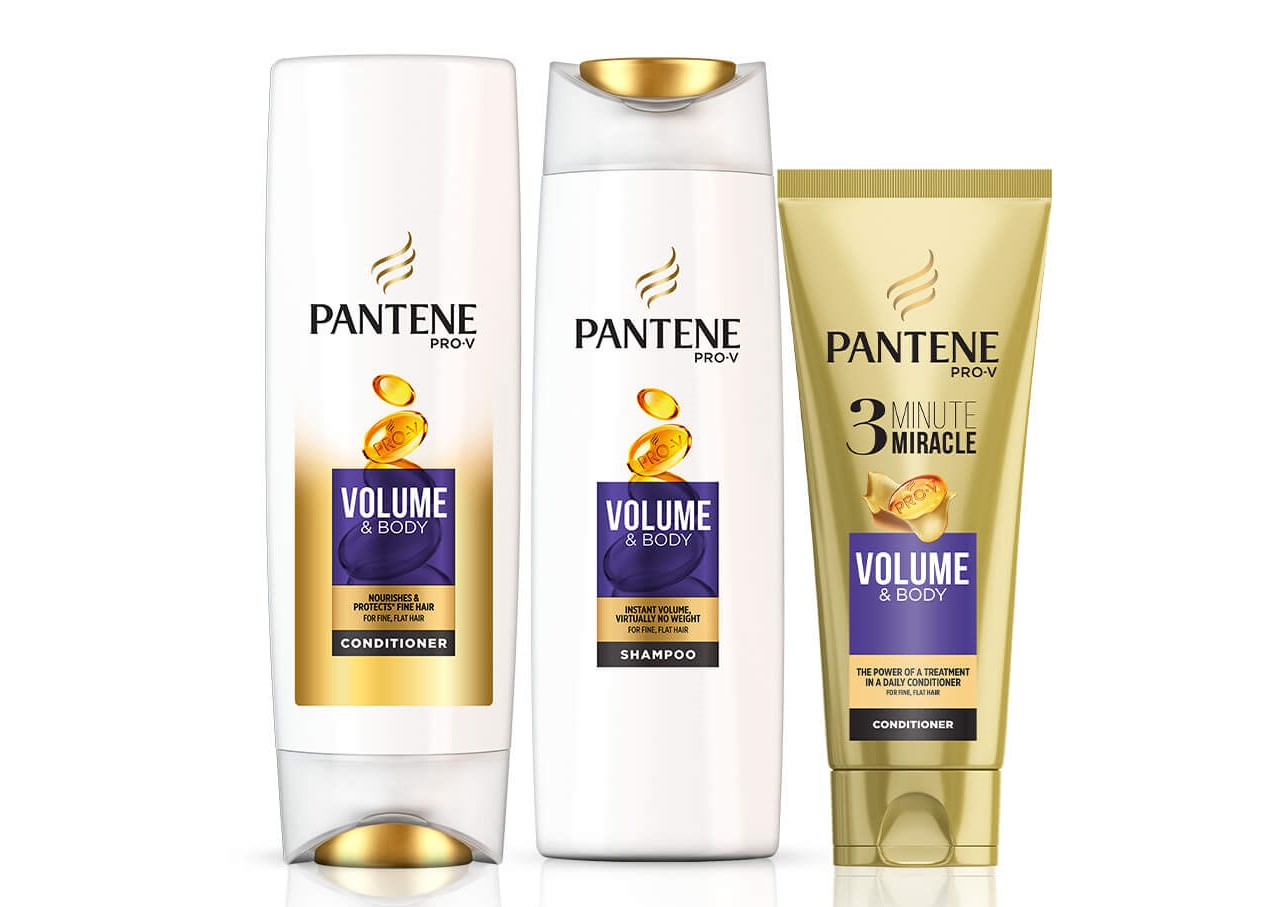 PANTENE
PRO-V
PRO-V
VOLUME
& BODY
NOURISHES &
PROTECTS* FINE HAIR
FOR FINE, FLAT HAIR
CONDITIONER
PANTENE
PRO-V
PRO-V
VOLUME
& BODY
INSTANT VOLUME,
VIRTUALLY NO WEIGHT
FOR FINE, FLAT HAIR
SHAMPOO
PANTENE
PRO-V
3 MINUTE
MIRACLE
PRO-V
VOLUME
& BODY
THE POWER OF A TREATMENT
IN A DAILY CONDITIONER
FOR FINE, FLAT HAIR
CONDITIONER